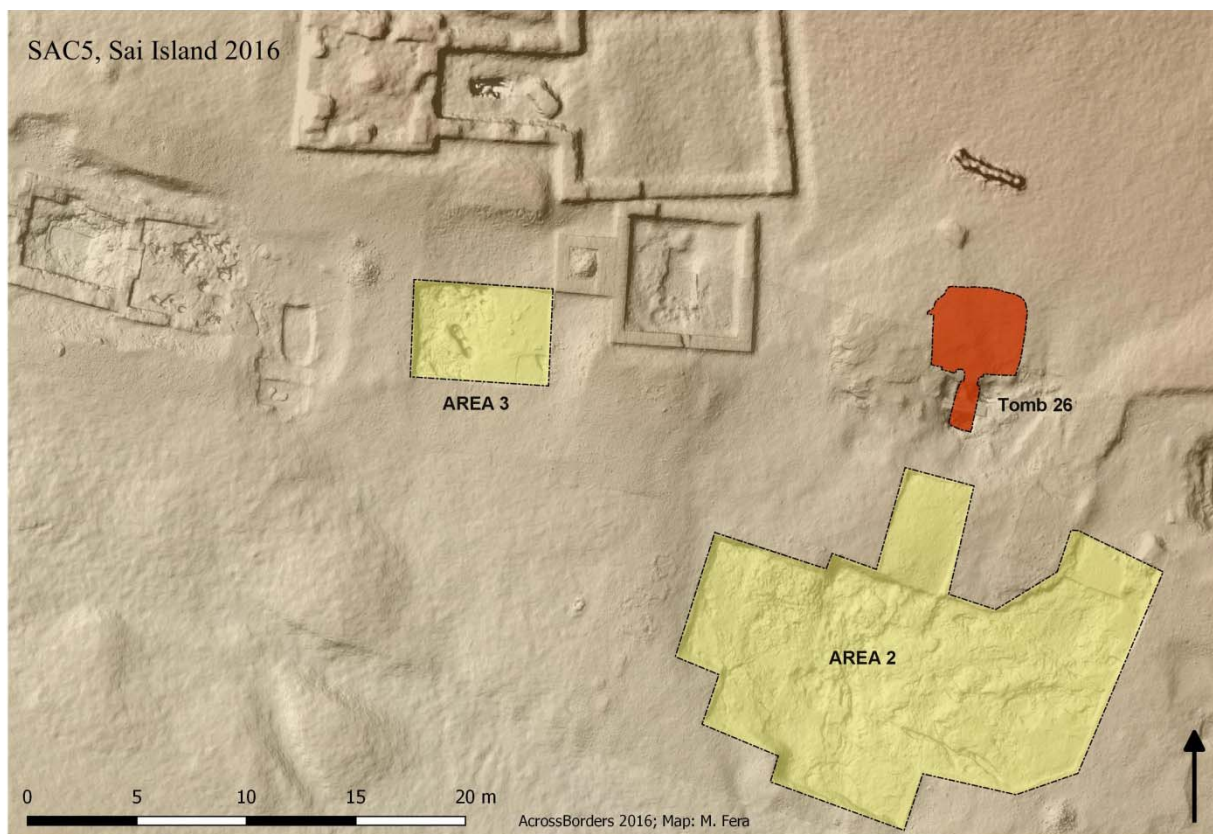 SAC5, Sai Island 2016
AREA 3
Tomb 26
AREA 2
0 5 10 15 20 m
AcrossBorders 2016; Map: M. Fera